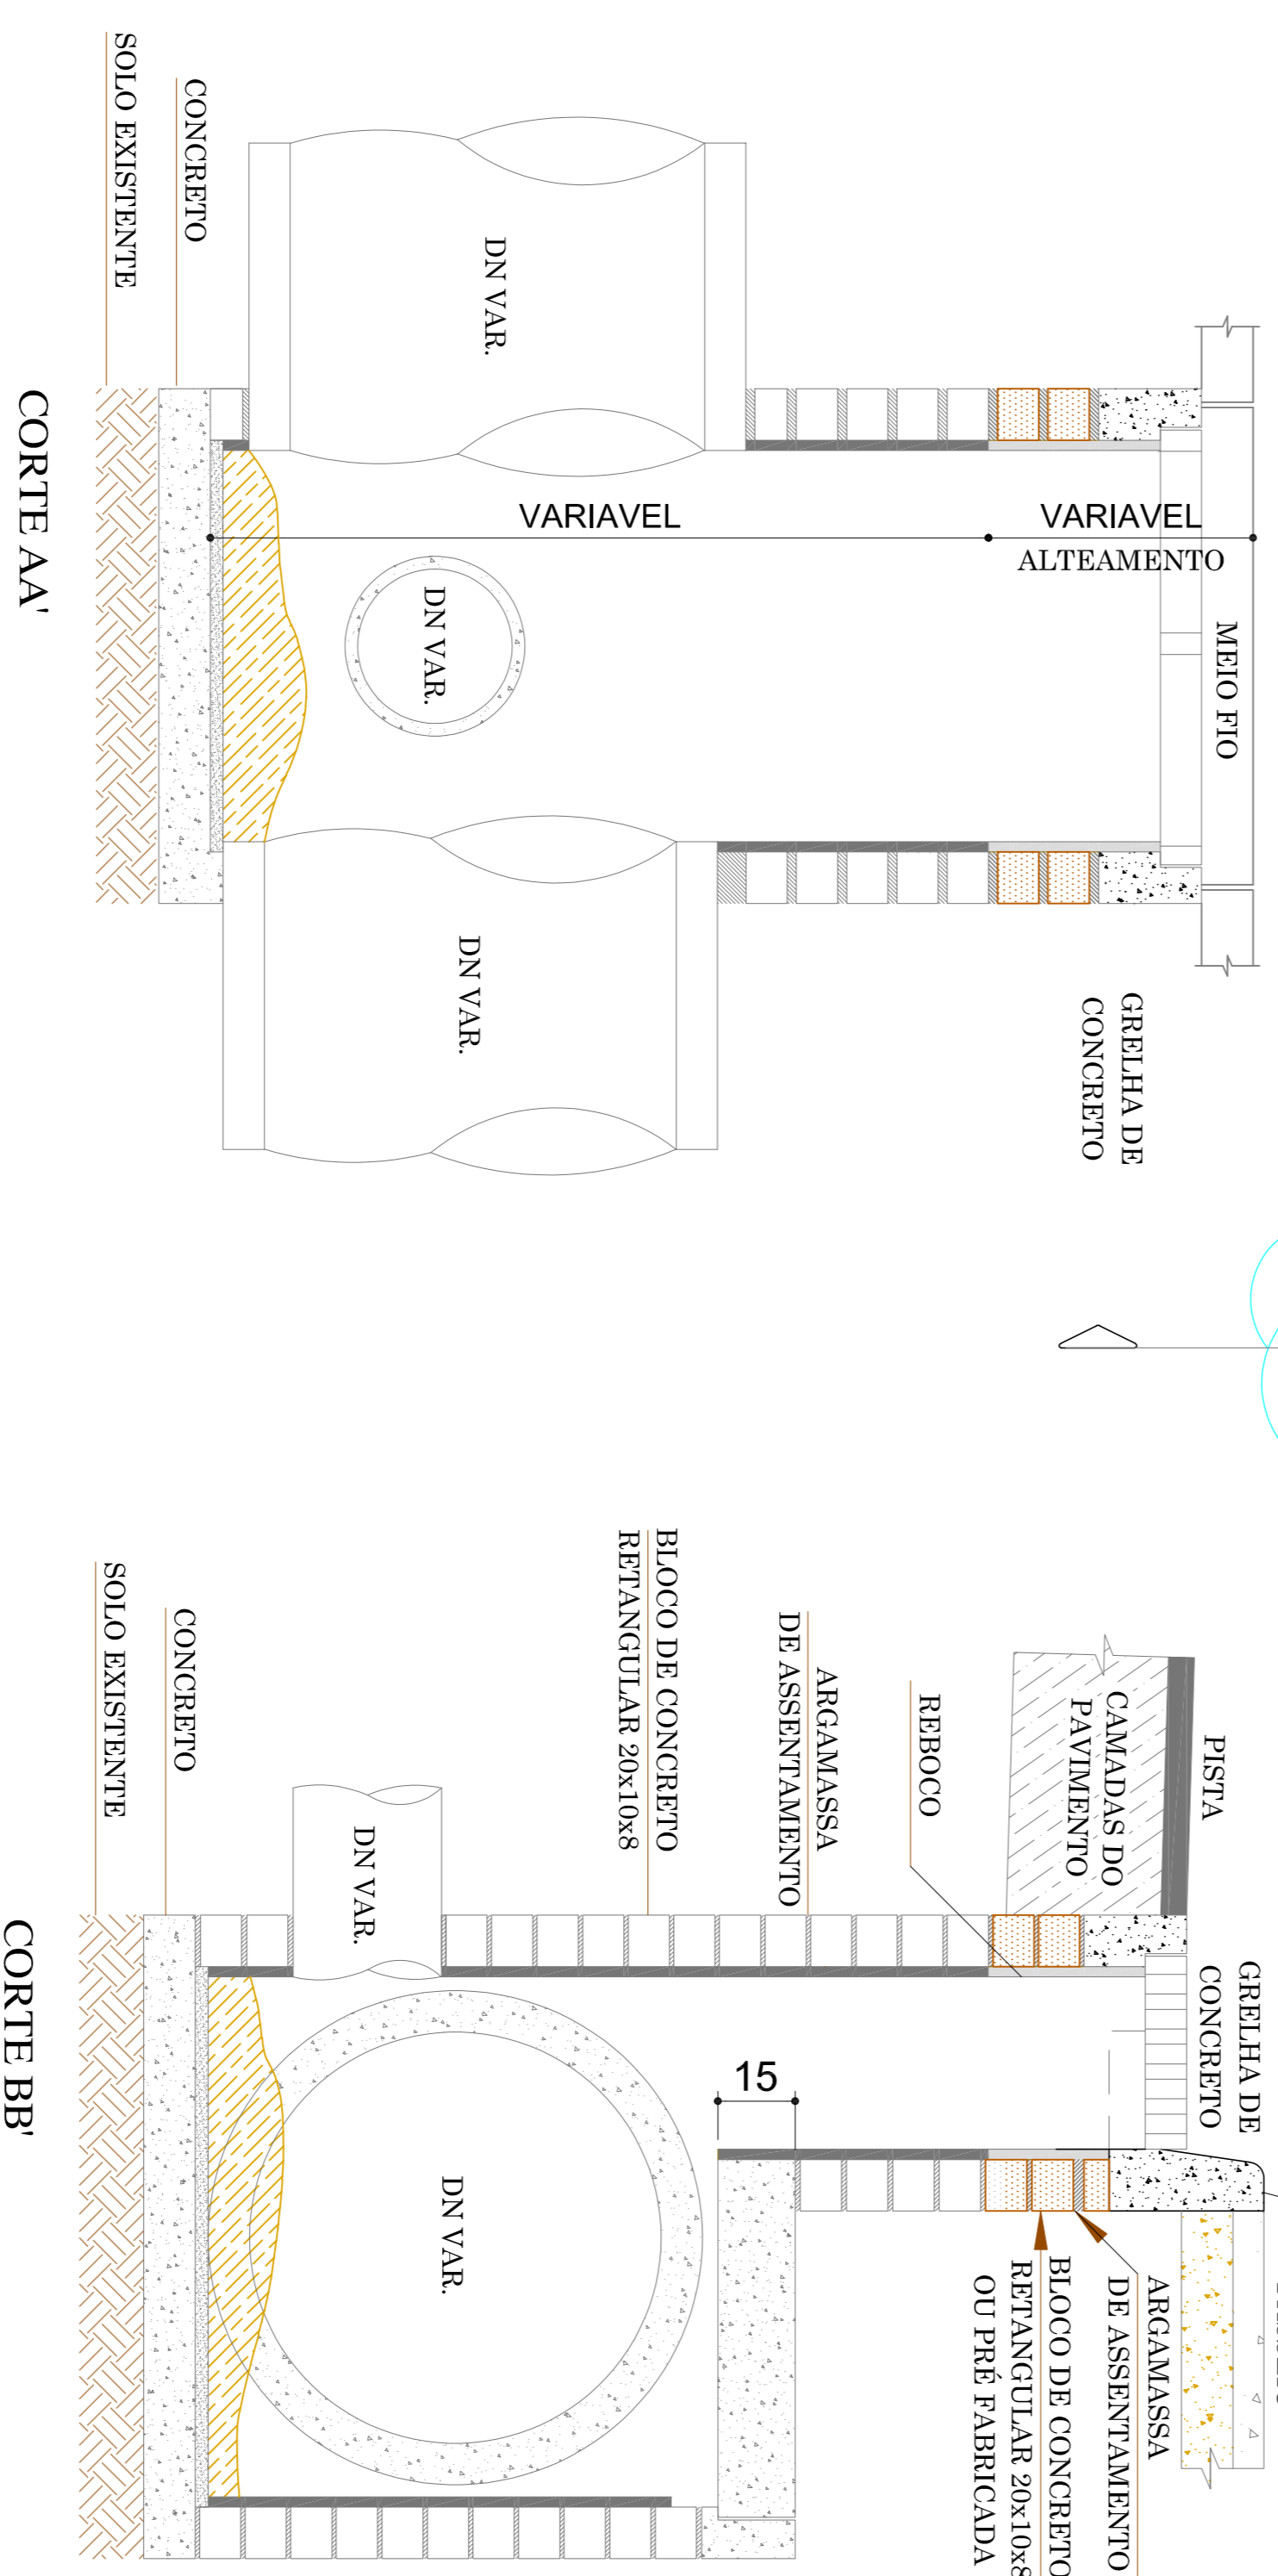 MEIO FIO
VARIAVEL
ALTEAMENTO
VARIAVEL
GRELHA DE
CONCRETO
DN VAR.
DN VAR.
DN VAR.
CONCRETO
SOLO EXISTENTE
CORTE AA'
PISTA
CAMADAS DO
PAVIMENTO
GRELHA DE
CONCRETO
REBOCO
ARGAMASSA
DE ASSENTAMENTO
BLOCO DE CONCRETO
RETANGULAR 20x10x8
15
ARGAMASSA
DE ASSENTAMENTO
BLOCO DE CONCRETO
RETANGULAR 20x10x8
OU PRÉ FABRICADA
DN VAR.
DN VAR.
CONCRETO
SOLO EXISTENTE
CORTE BB'